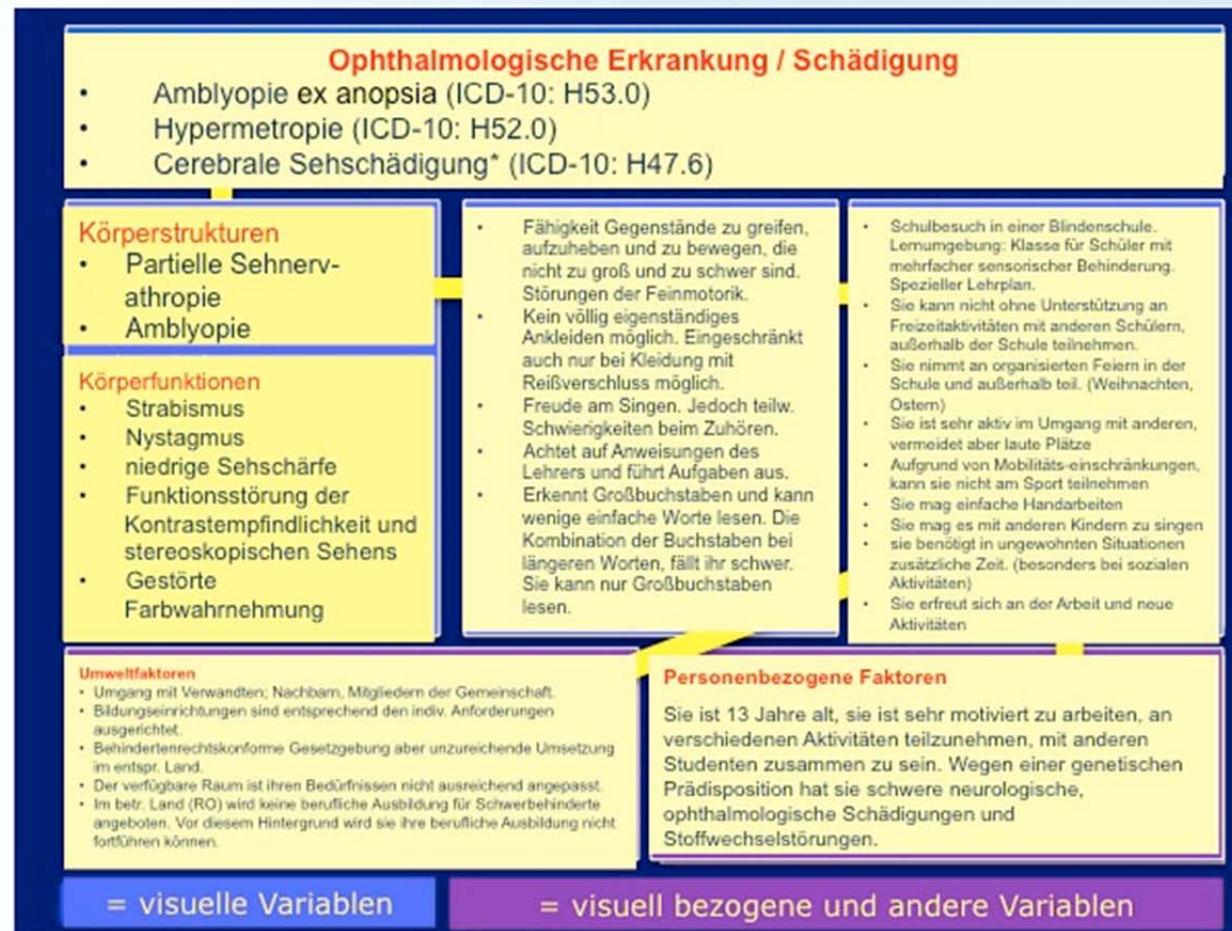 Ophthalmologische Erkrankung / Schädigung
• Amblyopie ex anopsia (ICD-10: H53.0)
• Hypermetropie (ICD-10: H52.0)
• Cerebrale Sehschädigung* (ICD-10: H47.6)
Körperstrukturen
• Partielle Sehnerv-
athropie
• Amblyopie
Körperfunktionen
• Strabismus
• Nystagmus
• niedrige Sehschärfe
• Funktionsstörung der
Kontrastempfindlichkeit und
stereoskopischen Sehens
• Gestörte
Farbwahrnehmung
• Fähigkeit Gegenstände zu greifen,
aufzuheben und zu bewegen, die
nicht zu groß und zu schwer sind.
Störungen der Feinmotorik.
• Kein völlig eigenständiges
Ankleiden möglich. Eingeschränkt
auch nur bei Kleidung mit
Reißverschluss möglich.
• Freude am Singen. Jedoch teilw.
Schwierigkeiten beim Zuhören.
• Achtet auf Anweisungen des
Lehrers und führt Aufgaben aus.
• Erkennt Großbuchstaben und kann
wenige einfache Worte lesen. Die
Kombination der Buchstaben bei
längeren Worten, fällt ihr schwer.
Sie kann nur Großbuchstaben
lesen.
• Schulbesuch in einer Blindenschule.
Lernumgebung: Klasse für Schüler mit
mehrfacher sensorischer Behinderung.
Spezieller Lehrplan.
• Sie kann nicht ohne Unterstützung an
Freizeitaktivitäten mit anderen Schülern,
außerhalb der Schule teilnehmen.
• Sie nimmt an organisierten Feiern in der
Schule und außerhalb teil. (Weihnachten,
Ostern)
• Sie ist sehr aktiv im Umgang mit anderen,
vermeidet aber laute Plätze
• Aufgrund von Mobilitäts-einschränkungen,
kann sie nicht am Sport teilnehmen
• Sie mag einfache Handarbeiten
• Sie mag es mit anderen Kindern zu singen
• sie benötigt in ungewohnten Situationen
zusätzliche Zeit. (besonders bei sozialen
Aktivitäten)
• Sie erfreut sich an der Arbeit und neue
Aktivitäten
Umweltfaktoren
• Umgang mit Verwandten; Nachbarn, Mitgliedern der Gemeinschaft.
• Bildungseinrichtungen sind entsprechend den indiv. Anforderungen
ausgerichtet.
• Behindertenrechtskonforme Gesetzgebung aber unzureichende Umsetzung
im entspr. Land.
• Der verfügbare Raum ist ihren Bedürfnissen nicht ausreichend angepasst.
• Im betr. Land (RO) wird keine berufliche Ausbildung für Schwerbehinderte
angeboten. Vor diesem Hintergrund wird sie ihre berufliche Ausbildung nicht
fortführen können.
Personenbezogene Faktoren
Sie ist 13 Jahre alt, sie ist sehr motiviert zu arbeiten, an
verschiedenen Aktivitäten teilzunehmen, mit anderen
Studenten zusammen zu sein. Wegen einer genetischen
Prädisposition hat sie schwere neurologische,
ophthalmologische Schädigungen und
Stoffwechselstörungen.
= visuelle Variablen
= visuell bezogene und andere Variablen